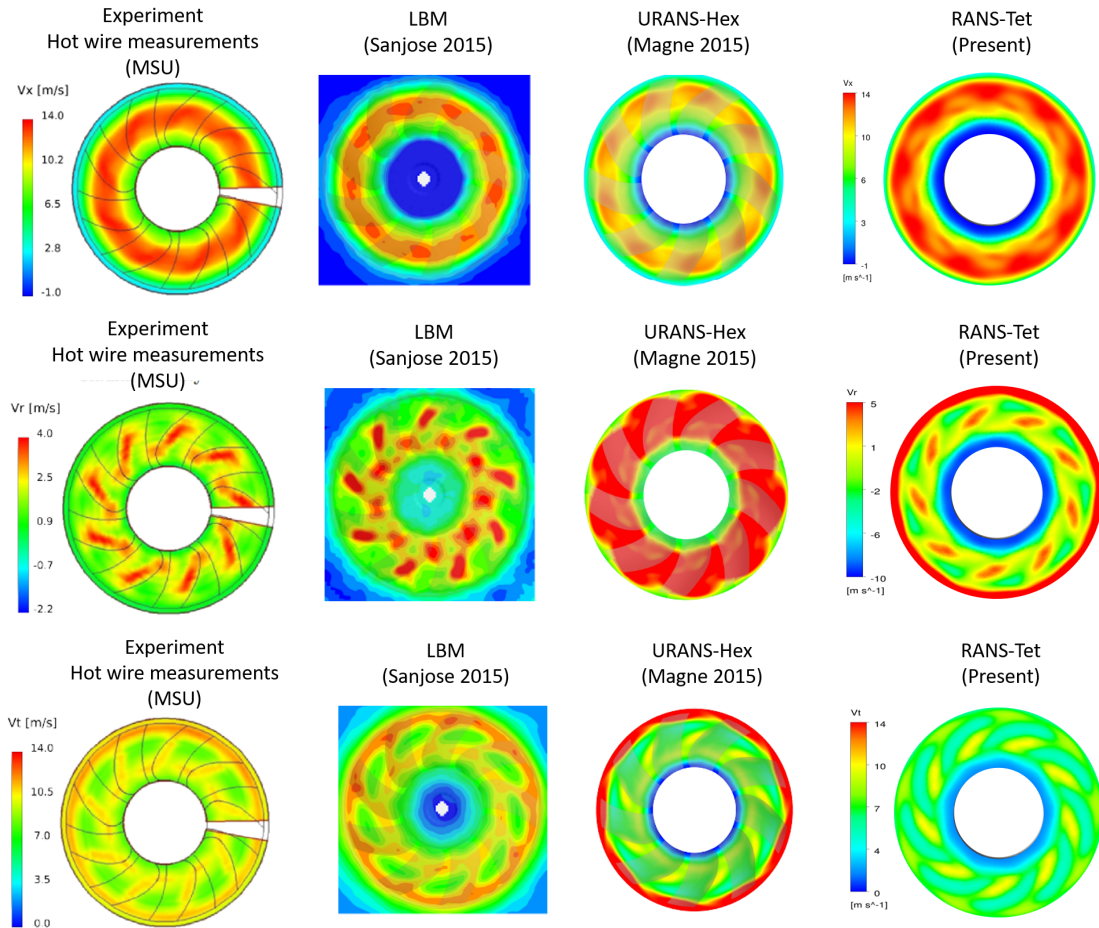 Experiment
Hot wire measurements
(MSU)
LBM
(Sanjose 2015)
URANS-Hex
(Magne 2015)
RANS-Tet
(Present)
Vx [m/s]
14.0
10.2
6.5
2.8
-1.0
Vx
14
10
6
3
-1
[m s^-1]
Experiment
Hot wire measurements
(MSU)
LBM
(Sanjose 2015)
URANS-Hex
(Magne 2015)
RANS-Tet
(Present)
Vr [m/s]
4.0
2.5
0.9
-0.7
-2.2
Vr
5
1
-2
-6
-10
[m s^-1]
Experiment
Hot wire measurements
(MSU)
LBM
(Sanjose 2015)
URANS-Hex
(Magne 2015)
RANS-Tet
(Present)
Vt [m/s]
14.0
10.5
7.0
3.5
0.0
Vt
14
10
7
4
0
[m s^-1]